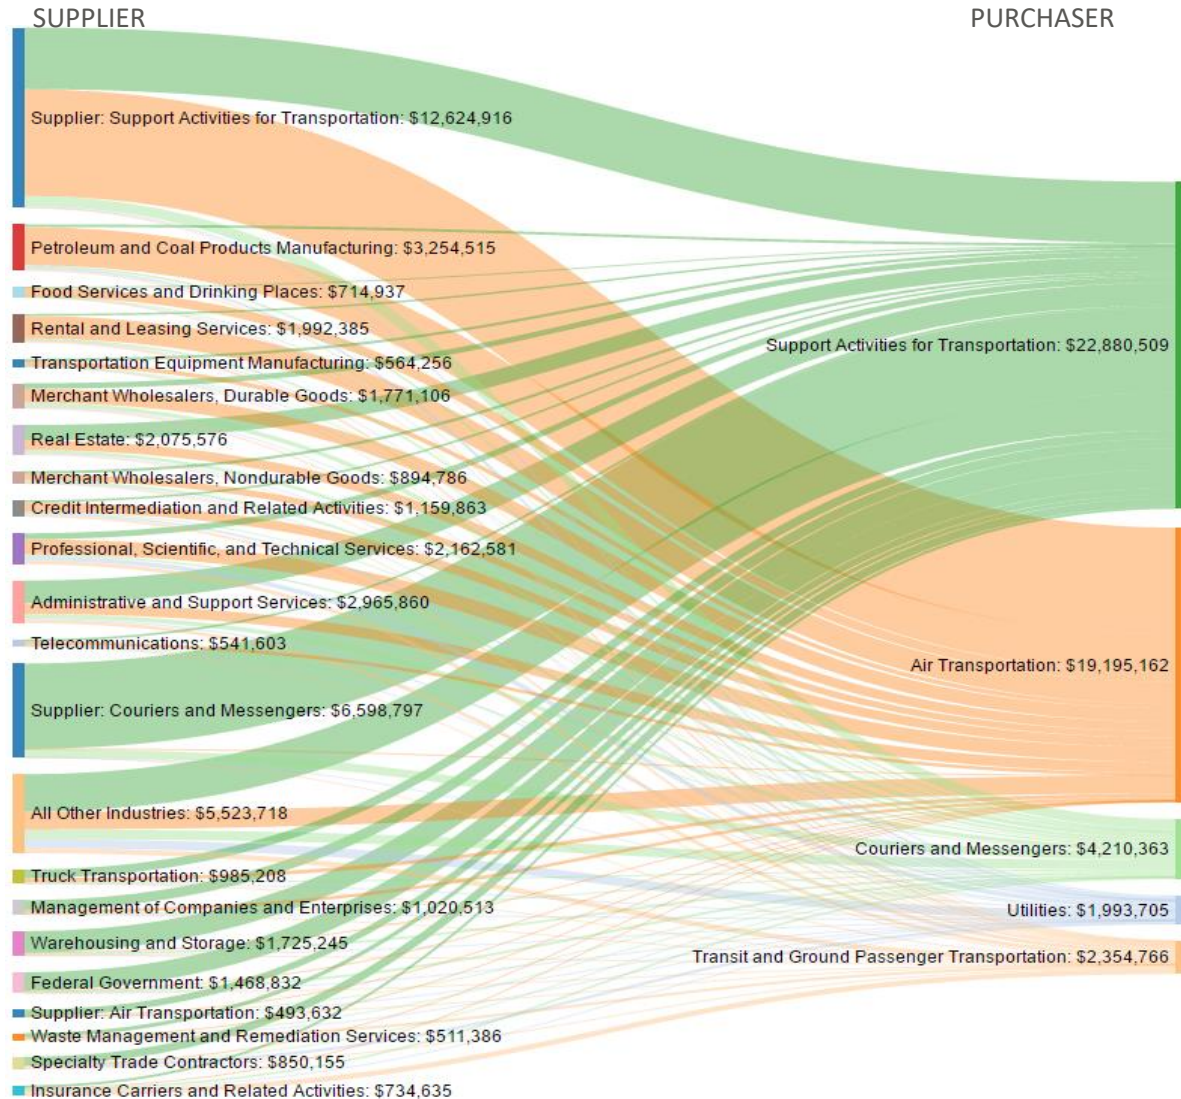 SUPPLIER
PURCHASER
Supplier: Support Activities for Transportation: $12,624,916
Petroleum and Coal Products Manufacturing: $3,254,515
Food Services and Drinking Places: $714,937
Rental and Leasing Services: $1,992,385
Transportation Equipment Manufacturing: $564,256
Merchant Wholesalers, Durable Goods: $1,771,106
Real Estate: $2,075,576
Merchant Wholesalers, Nondurable Goods: $894,786
Credit Intermediation and Related Activities: $1,159,863
Professional, Scientific, and Technical Services: $2,162,581
Administrative and Support Services: $2,965,860
Telecommunications: $541,603
Supplier: Couriers and Messengers: $6,598,797
All Other Industries: $5,523,718
Truck Transportation: $985,208
Management of Companies and Enterprises: $1,020,513
Warehousing and Storage: $1,725,245
Federal Government: $1,468,832
Supplier: Air Transportation: $493,632
Waste Management and Remediation Services: $511,386
Specialty Trade Contractors: $850,155
Insurance Carriers and Related Activities: $734,635
Support Activities for Transportation: $22,880,509
Air Transportation: $19,195,162
Couriers and Messengers: $4,210,363
Utilities: $1,993,705
Transit and Ground Passenger Transportation: $2,354,766